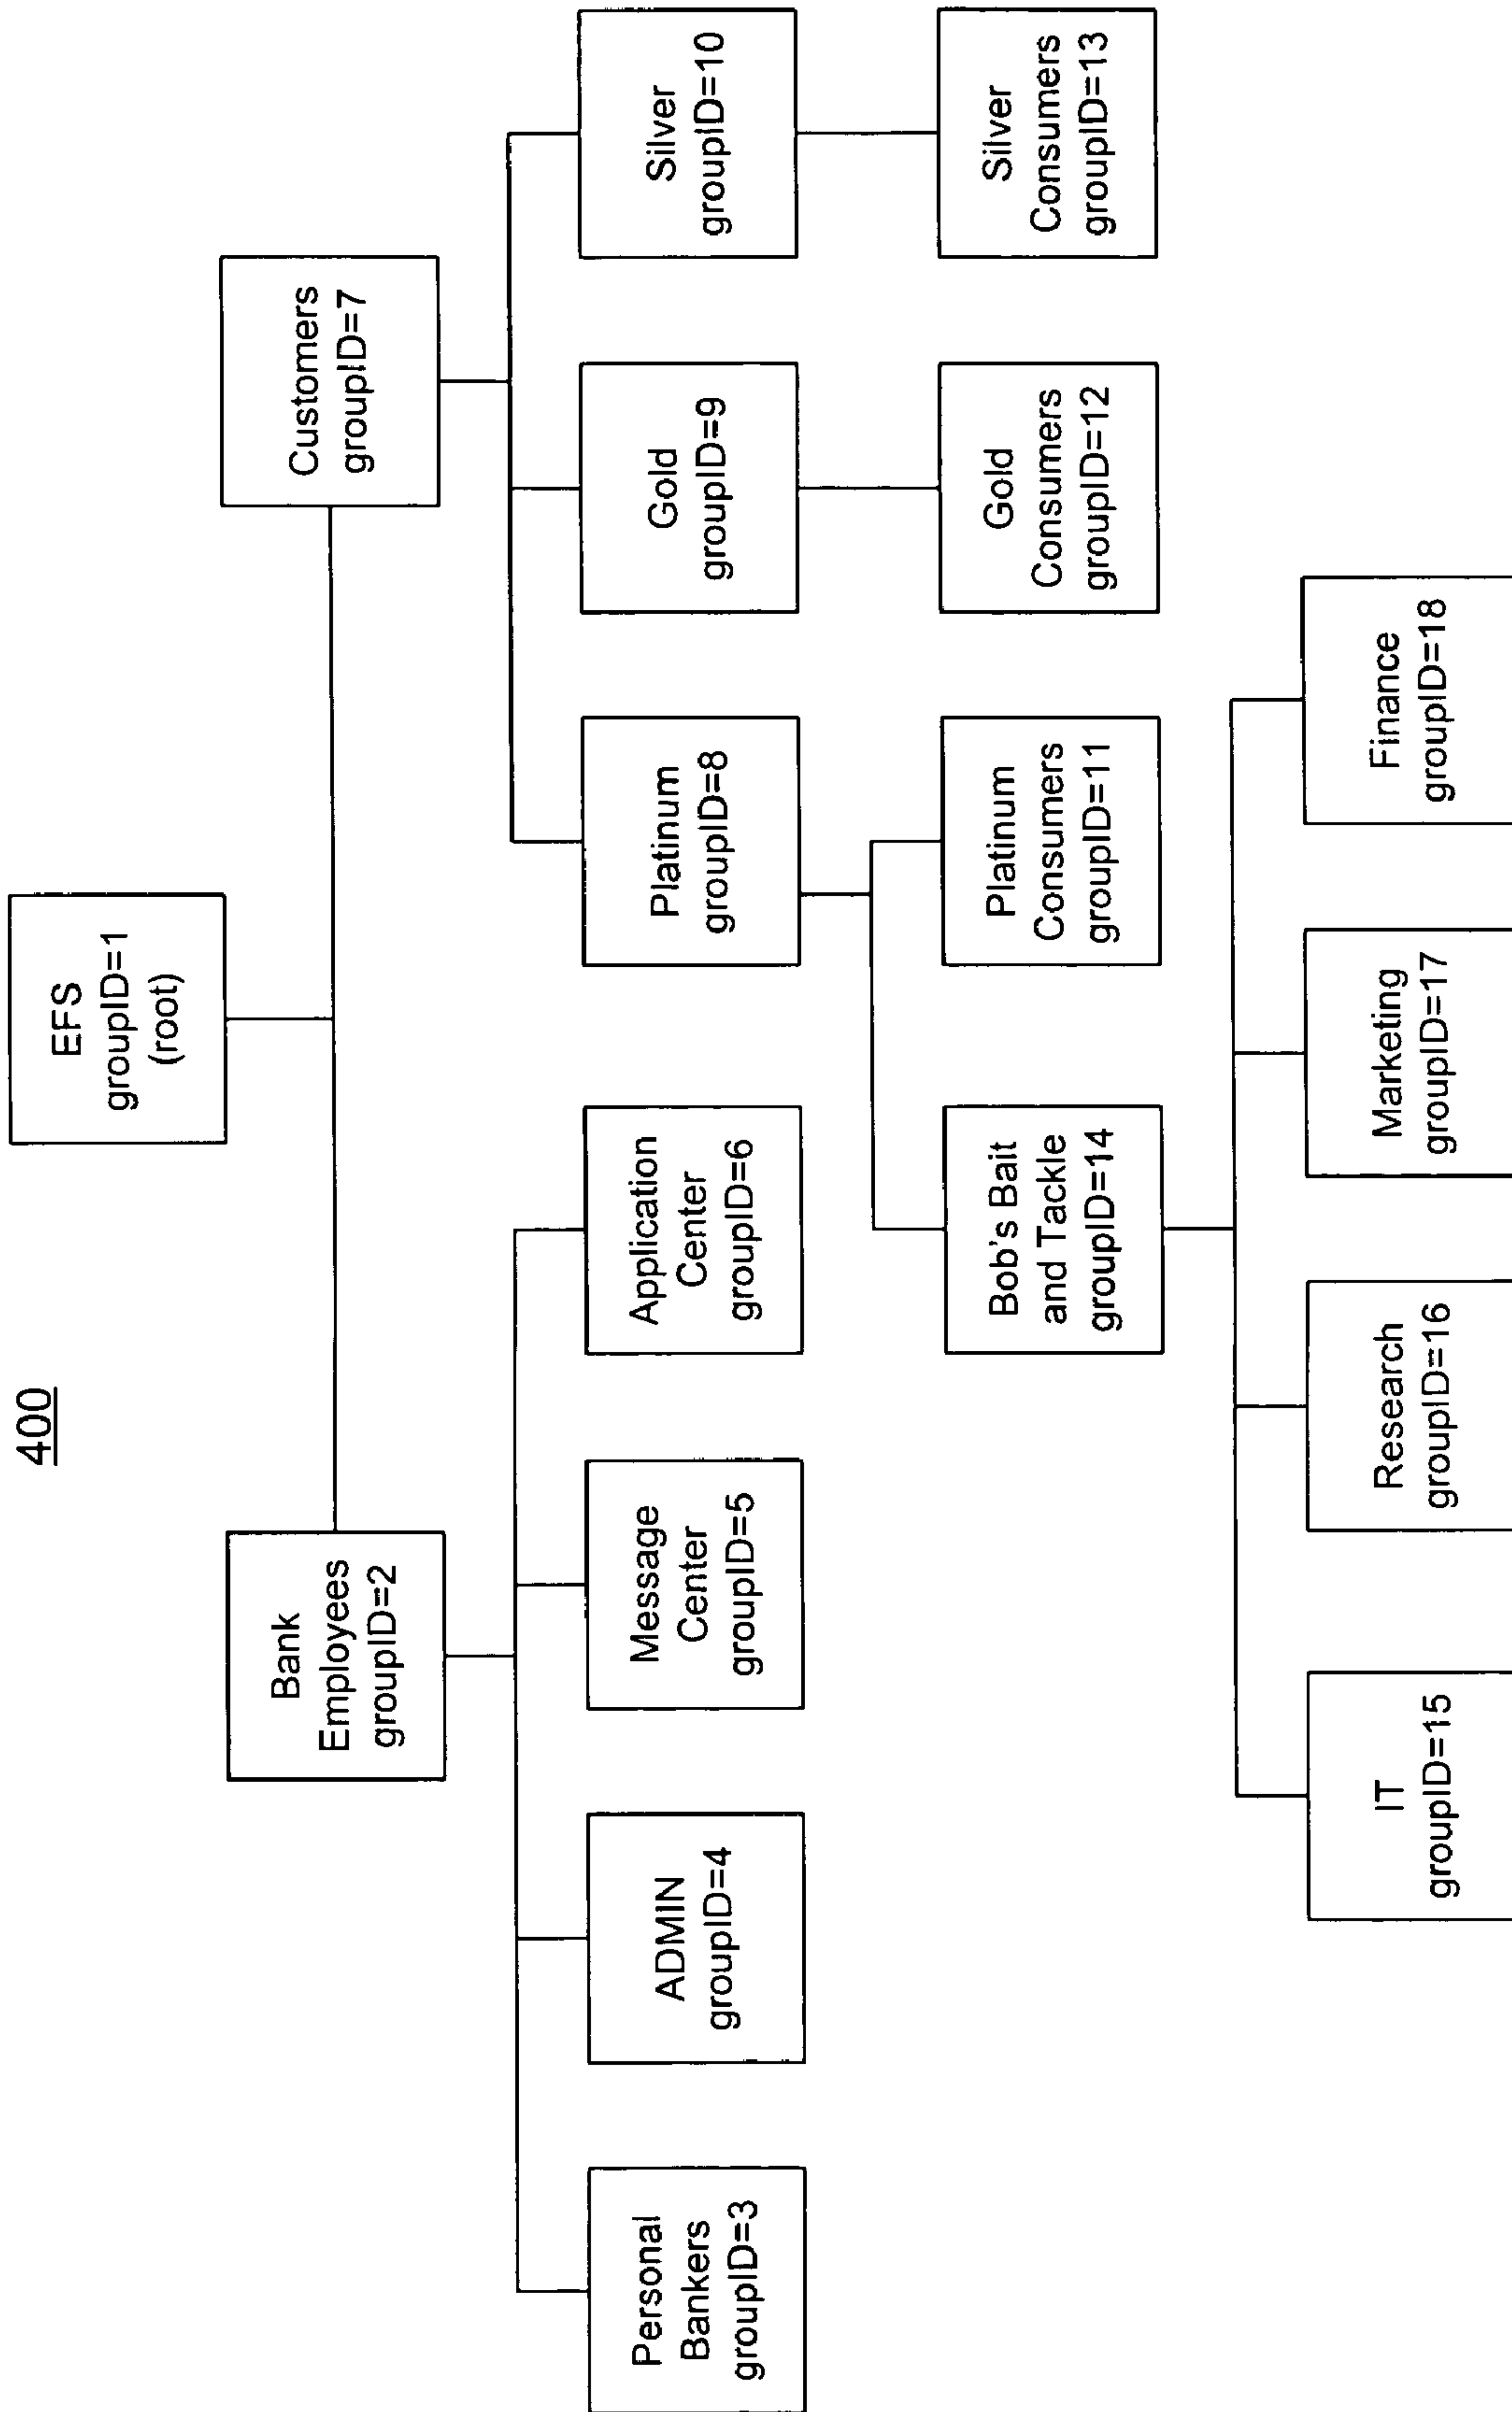 400
EFS
groupID=1
(root)
Bank
Employees
groupID=2
Customers
groupID=7
Personal
Bankers
groupID=3
ADMIN
groupID=4
Message
Center
groupID=5
Application
Center
groupID=6
Platinum
groupID=8
Gold
groupID=9
Silver
groupID=10
Bob's Bait
and Tackle
groupID=14
Platinum
Consumers
groupID=11
Gold
Consumers
groupID=12
Silver
Consumers
groupID=13
IT
groupID=15
Research
groupID=16
Marketing
groupID=17
Finance
groupID=18